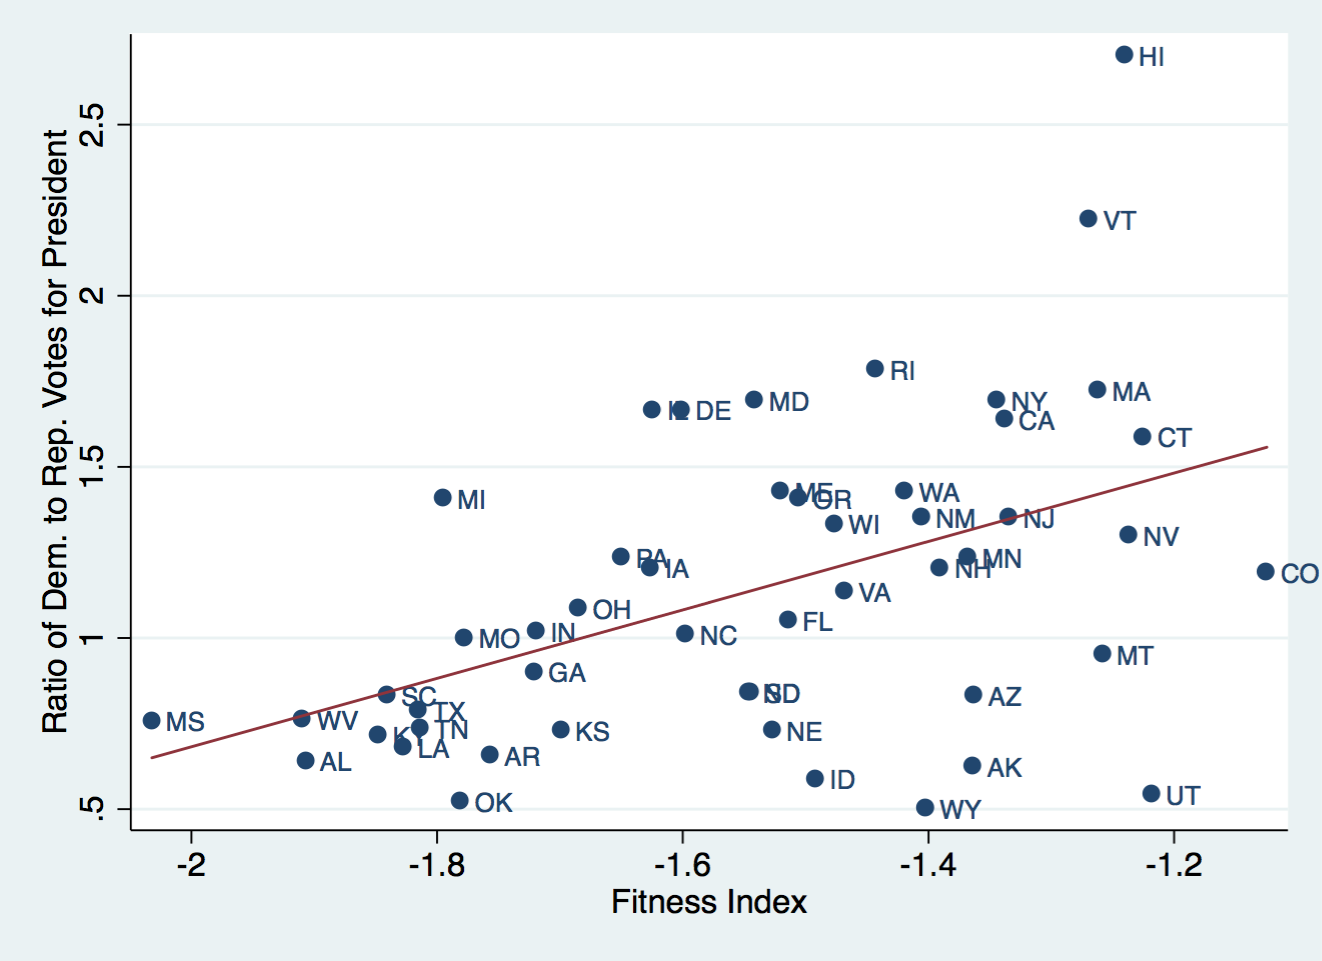 Ratio of Dem. to Rep. Votes for President
2.5
2
1.5
1
.5
HI
VT
RI
MA
MD
NY
IL DE
CA
CT
MI
ME
WA
OR
NM
NJ
WI
NV
PA
MN
IA
NH
CO
VA
OH
FL
IN
NC
MO
MT
GA
SD
SC
AZ
TX
MS
WV
TN
KS
NE
KY
LA
AR
AL
AK
ID
UT
OK
WY
-2 -1.8 -1.6 -1.4 -1.2
Fitness Index